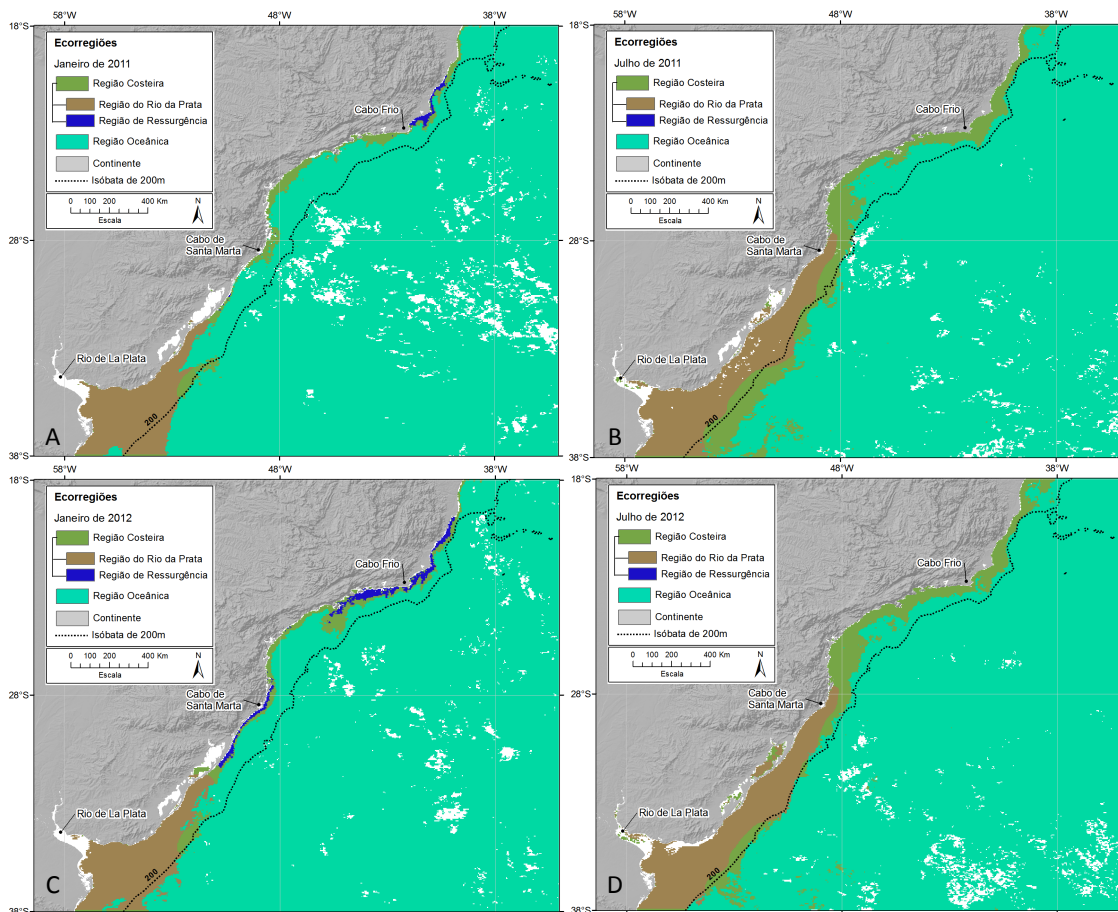 58°W 48°W 38°W
18°S
Ecorregiões
Janeiro de 2011
Região Costeira
Região do Rio da Prata
Região de Ressurgência
Região Oceânica
Continente
Isóbata de 200m
0 100 200 400 Km
Escala
N
Cabo Frio
28°S
Cabo de
Santa Marta
Rio de La Plata
200
A
38°S
58°W 48°W 38°W
58°W 48°W 38°W
18°S
Ecorregiões
Julho de 2011
Região Costeira
Região do Rio da Prata
Região de Ressurgência
Região Oceânica
Continente
Isóbata de 200m
0 100 200 400 Km
Escala
N
Cabo Frio
28°S
Cabo de
Santa Marta
Rio de La Plata
200
B
38°S
58°W 48°W 38°W
18°S
Ecorregiões
Janeiro de 2012
Região Costeira
Região do Rio da Prata
Região de Ressurgência
Região Oceânica
Continente
Isóbata de 200m
0 100 200 400 Km
Escala
N
Cabo Frio
28°S
Cabo de
Santa Marta
Rio de La Plata
200
C
38°S
18°S
Ecorregiões
Julho de 2012
Região Costeira
Região do Rio da Prata
Região de Ressurgência
Região Oceânica
Continente
Isóbata de 200m
0 100 200 400 Km
Escala
N
Cabo Frio
28°S
Cabo de
Santa Marta
Rio de La Plata
200
D
38°S